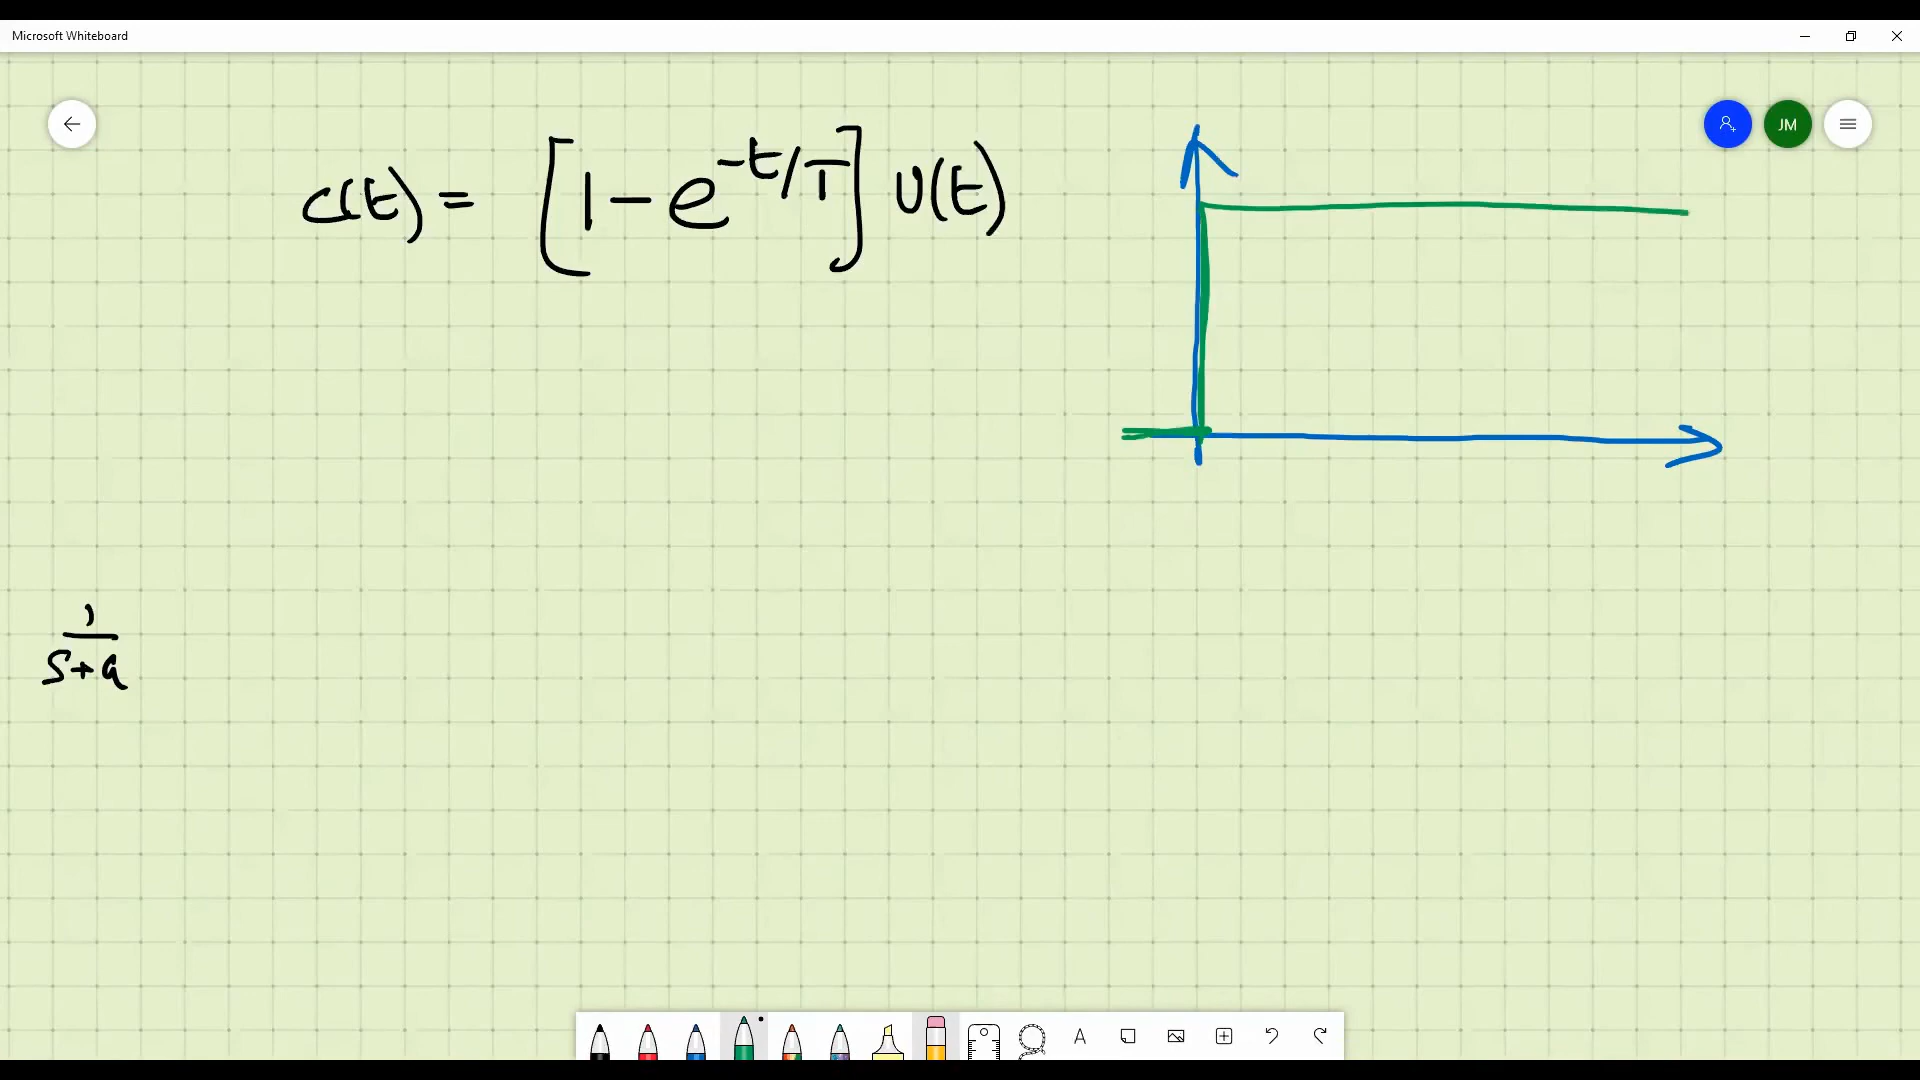 Microsoft Whiteboard
JM
c(t) = [1 - e^{-t/T}] U(t)
1
s+a
A